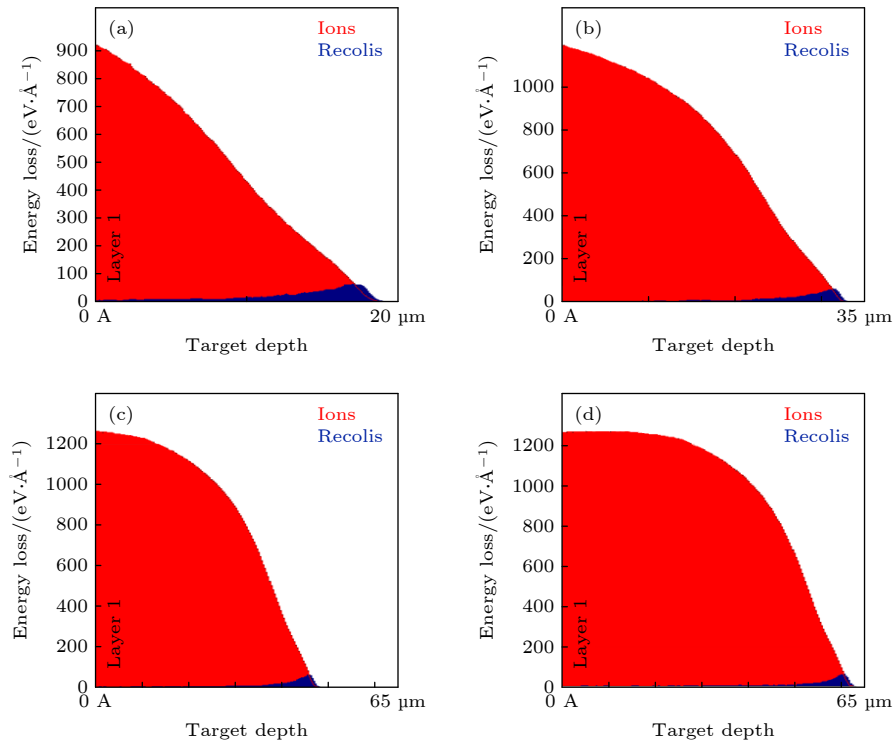 (a)
Ions
Recolis
Energy loss/(eV·Å⁻¹)
900
800
700
600
500
400
300
200
100
0
Layer 1
0 A
20 μm
Target depth
(b)
Ions
Recolis
Energy loss/(eV·Å⁻¹)
1000
800
600
400
200
0
Layer 1
0 A
35 μm
Target depth
(c)
Ions
Recolis
Energy loss/(eV·Å⁻¹)
1200
1000
800
600
400
200
0
Layer 1
0 A
65 μm
Target depth
(d)
Ions
Recolis
Energy loss/(eV·Å⁻¹)
1200
1000
800
600
400
200
0
Layer 1
0 A
65 μm
Target depth